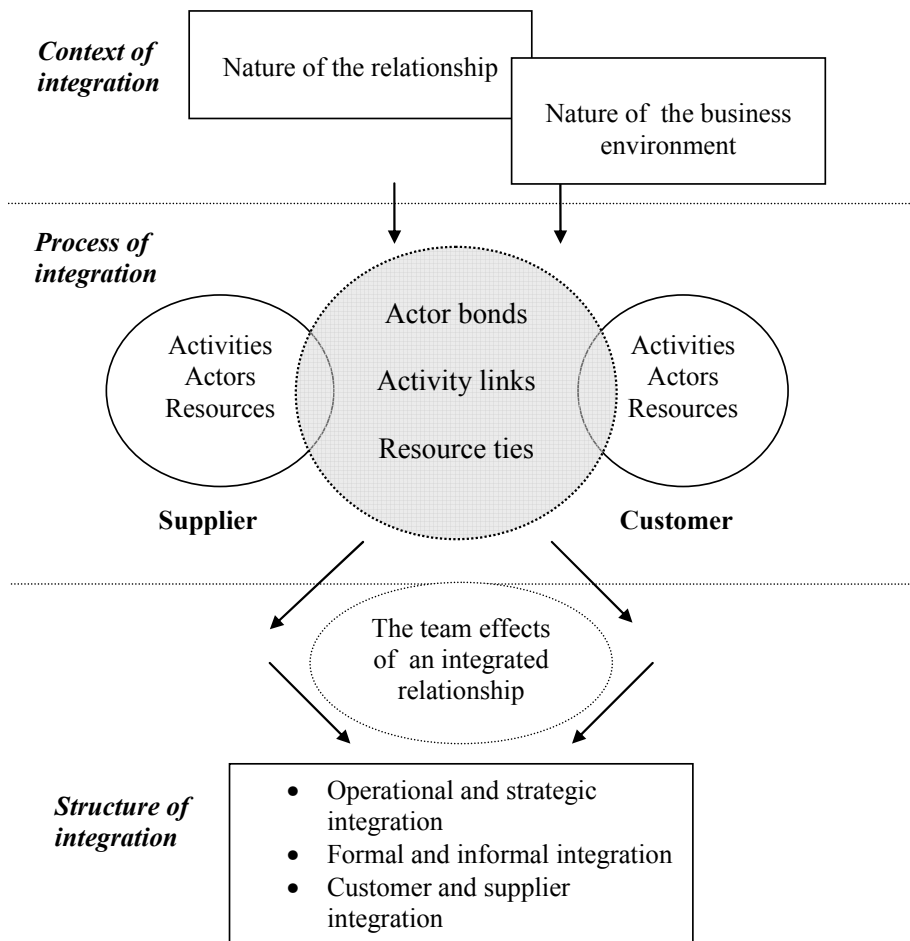 Context of
integration
Nature of the relationship
Nature of the business
environment
Process of
integration
Actor bonds
Activity links
Resource ties
Activities
Actors
Resources
Activities
Actors
Resources
Supplier
Customer
The team effects
of an integrated
relationship
Structure of
integration
• Operational and strategic
integration
• Formal and informal integration
• Customer and supplier
integration